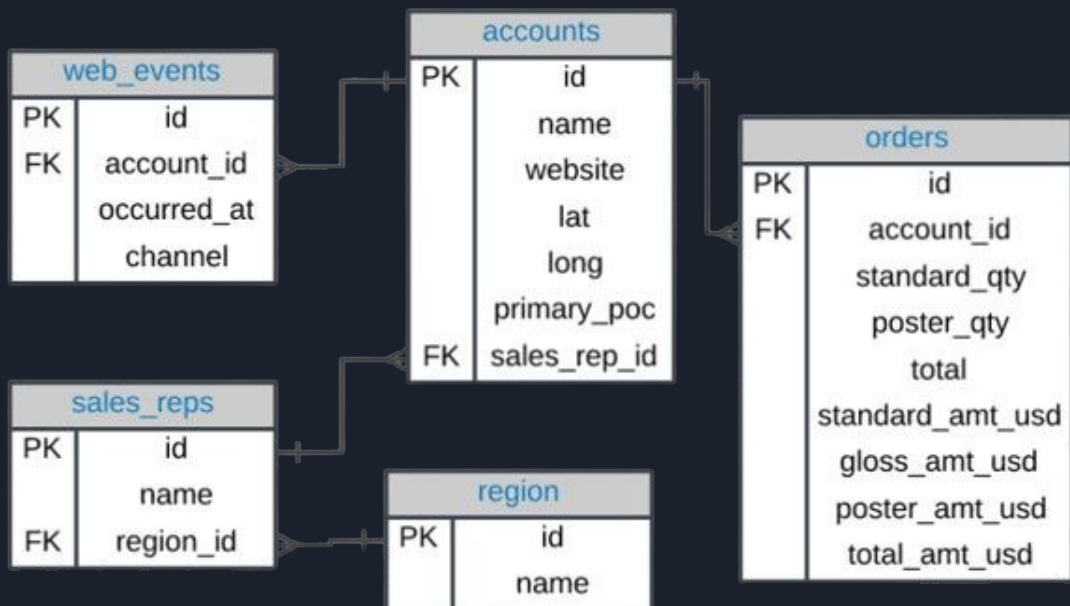 web_events
PK id
FK account_id
occurred_at
channel
accounts
PK id
name
website
lat
long
primary_poc
FK sales_rep_id
orders
PK id
FK account_id
standard_qty
poster_qty
total
standard_amt_usd
gloss_amt_usd
poster_amt_usd
total_amt_usd
sales_reps
PK id
name
FK region_id
region
PK id
name